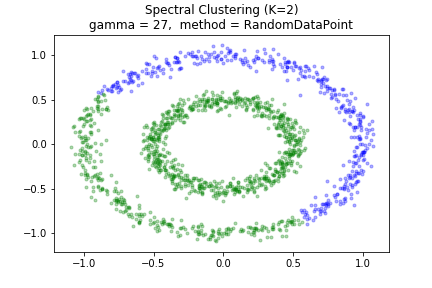 Spectral Clustering (K=2)
gamma = 27,  method = RandomDataPoint
1.0
0.5
0.0
−0.5
−1.0
−1.0 −0.5 0.0 0.5 1.0